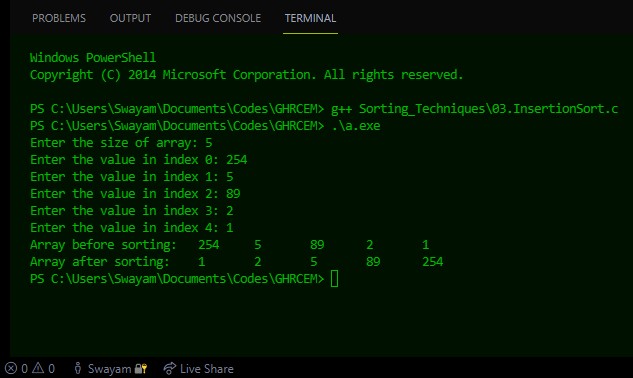 PROBLEMS OUTPUT DEBUG CONSOLE TERMINAL
Windows PowerShell
Copyright (C) 2014 Microsoft Corporation. All rights reserved.
PS C:\Users\Swayam\Documents\Codes\GHRCEM> g++ Sorting_Techniques\03.InsertionSort.c
PS C:\Users\Swayam\Documents\Codes\GHRCEM> .\a.exe
Enter the size of array: 5
Enter the value in index 0: 254
Enter the value in index 1: 5
Enter the value in index 2: 89
Enter the value in index 3: 2
Enter the value in index 4: 1
Array before sorting: 254 5 89 2 1
Array after sorting: 1 2 5 89 254
PS C:\Users\Swayam\Documents\Codes\GHRCEM>
0 0 Swayam Live Share